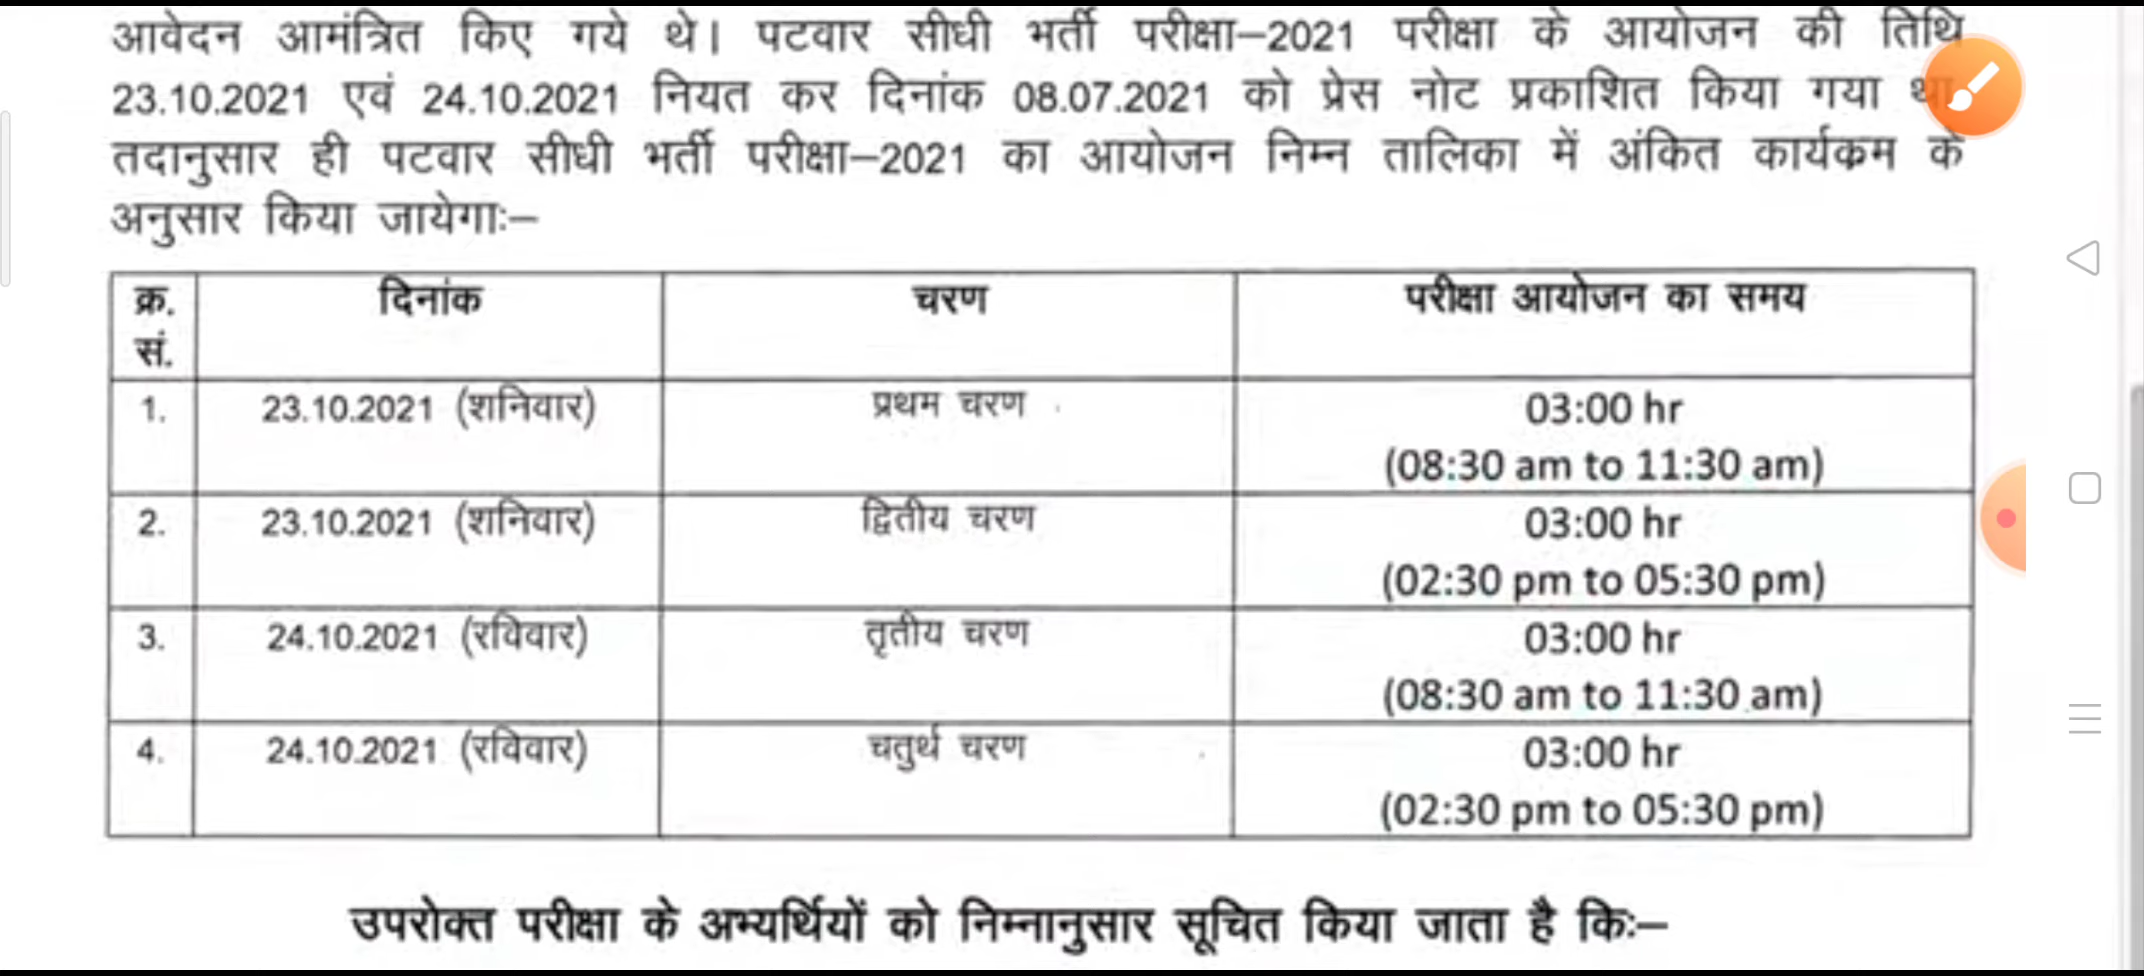 आवेदन आमंत्रित किए गये थे। पटवार सीधी भर्ती परीक्षा–2021 परीक्षा के आयोजन की तिथि
23.10.2021 एवं 24.10.2021 नियत कर दिनांक 08.07.2021 को प्रेस नोट प्रकाशित किया गया
तदानुसार ही पटवार सीधी भर्ती परीक्षा–2021 का आयोजन निम्न तालिका में अंकित कार्यक्रम के
अनुसार किया जायेगाः–
क्र. सं. दिनांक चरण परीक्षा आयोजन का समय
1. 23.10.2021 (शनिवार) प्रथम चरण 03:00 hr
(08:30 am to 11:30 am)
2. 23.10.2021 (शनिवार) द्वितीय चरण 03:00 hr
(02:30 pm to 05:30 pm)
3. 24.10.2021 (रविवार) तृतीय चरण 03:00 hr
(08:30 am to 11:30 am)
4. 24.10.2021 (रविवार) चतुर्थ चरण 03:00 hr
(02:30 pm to 05:30 pm)
उपरोक्त परीक्षा के अभ्यर्थियों को निम्नानुसार सूचित किया जाता है किः–